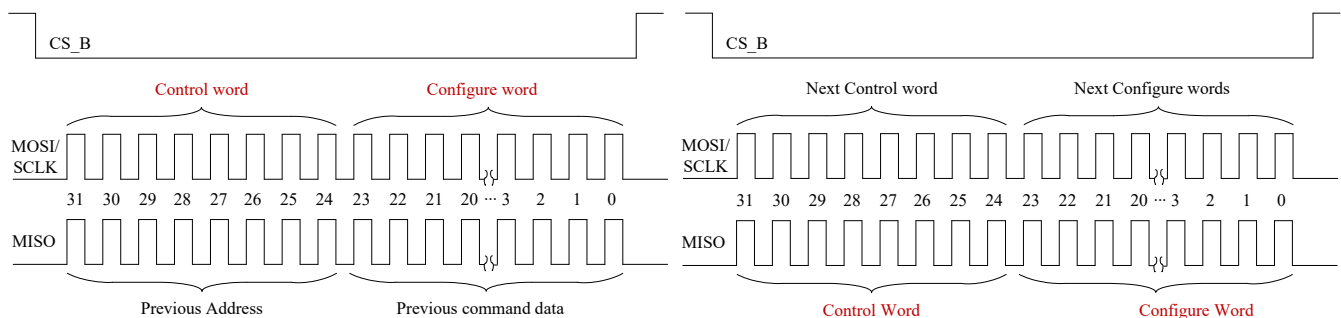 CS_B
CS_B
Control word
Configure word
Next Control word
Next Configure words
MOSI/
SCLK
MOSI/
SCLK
31 30 29 28 27 26 25 24 23 22 21 20 ··· 3 2 1 0
31 30 29 28 27 26 25 24 23 22 21 20 ··· 3 2 1 0
MISO
MISO
Previous Address
Previous command data
Control Word
Configure Word